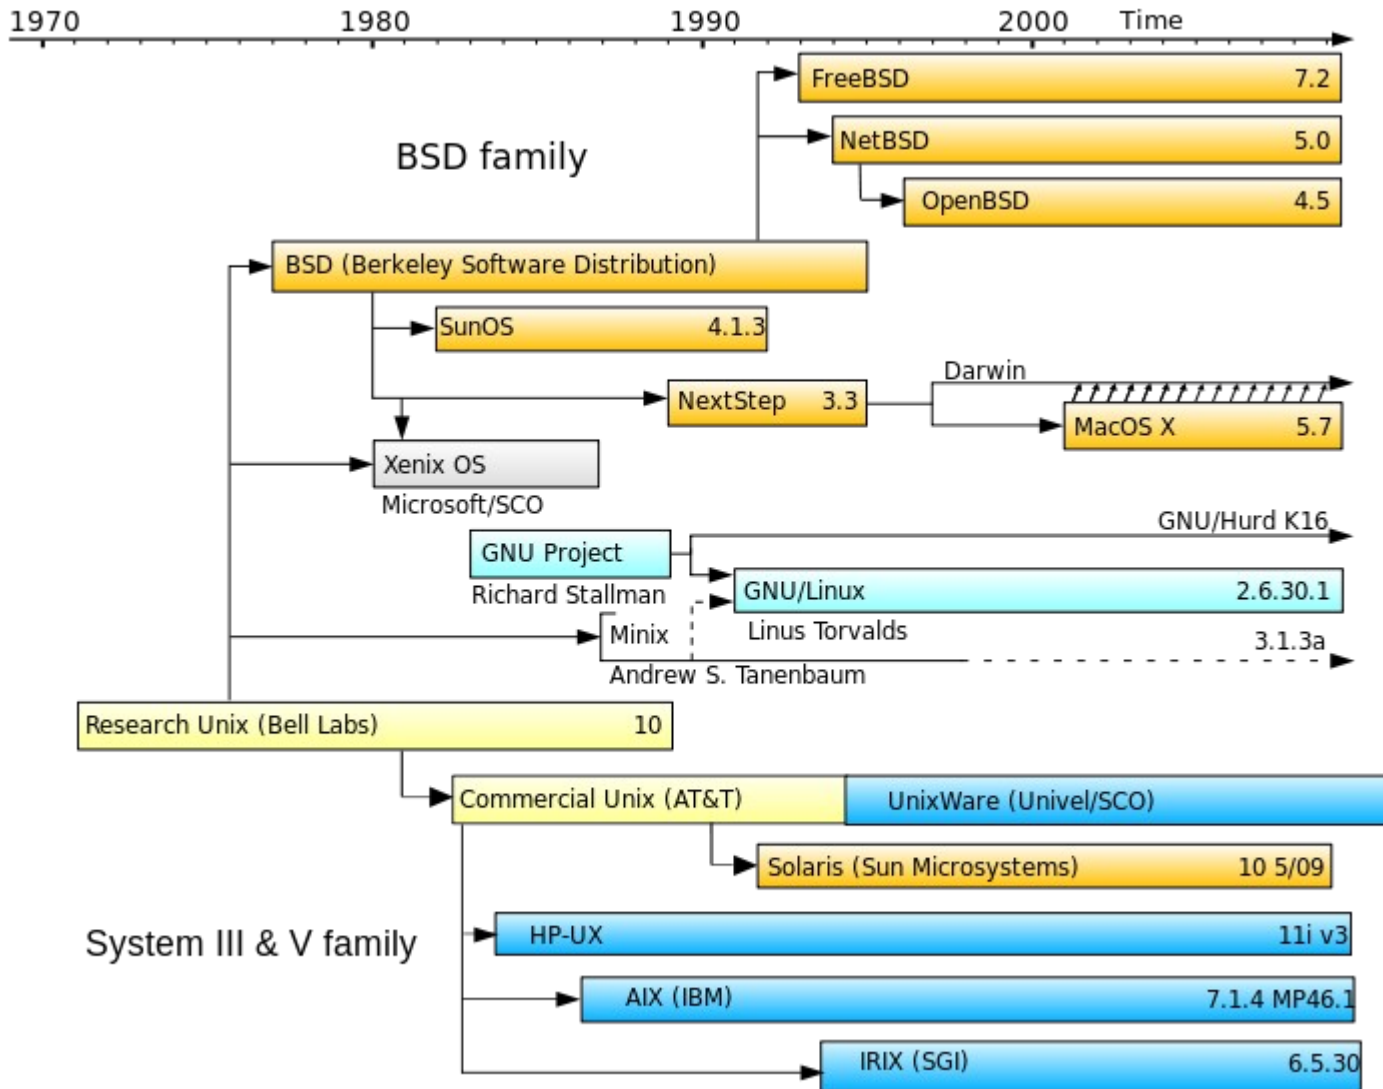 1970 1980 1990 2000 Time
FreeBSD 7.2
NetBSD 5.0
BSD family
OpenBSD 4.5
BSD (Berkeley Software Distribution)
SunOS 4.1.3
Darwin
NextStep 3.3
MacOS X 5.7
Xenix OS
Microsoft/SCO
GNU/Hurd K16
GNU Project
Richard Stallman
GNU/Linux 2.6.30.1
Linus Torvalds
Minix
3.1.3a
Andrew S. Tanenbaum
Research Unix (Bell Labs) 10
Commercial Unix (AT&T)
UnixWare (Univel/SCO)
Solaris (Sun Microsystems) 10 5/09
System III & V family
HP-UX 11i v3
AIX (IBM) 7.1.4 MP46.1
IRIX (SGI) 6.5.30